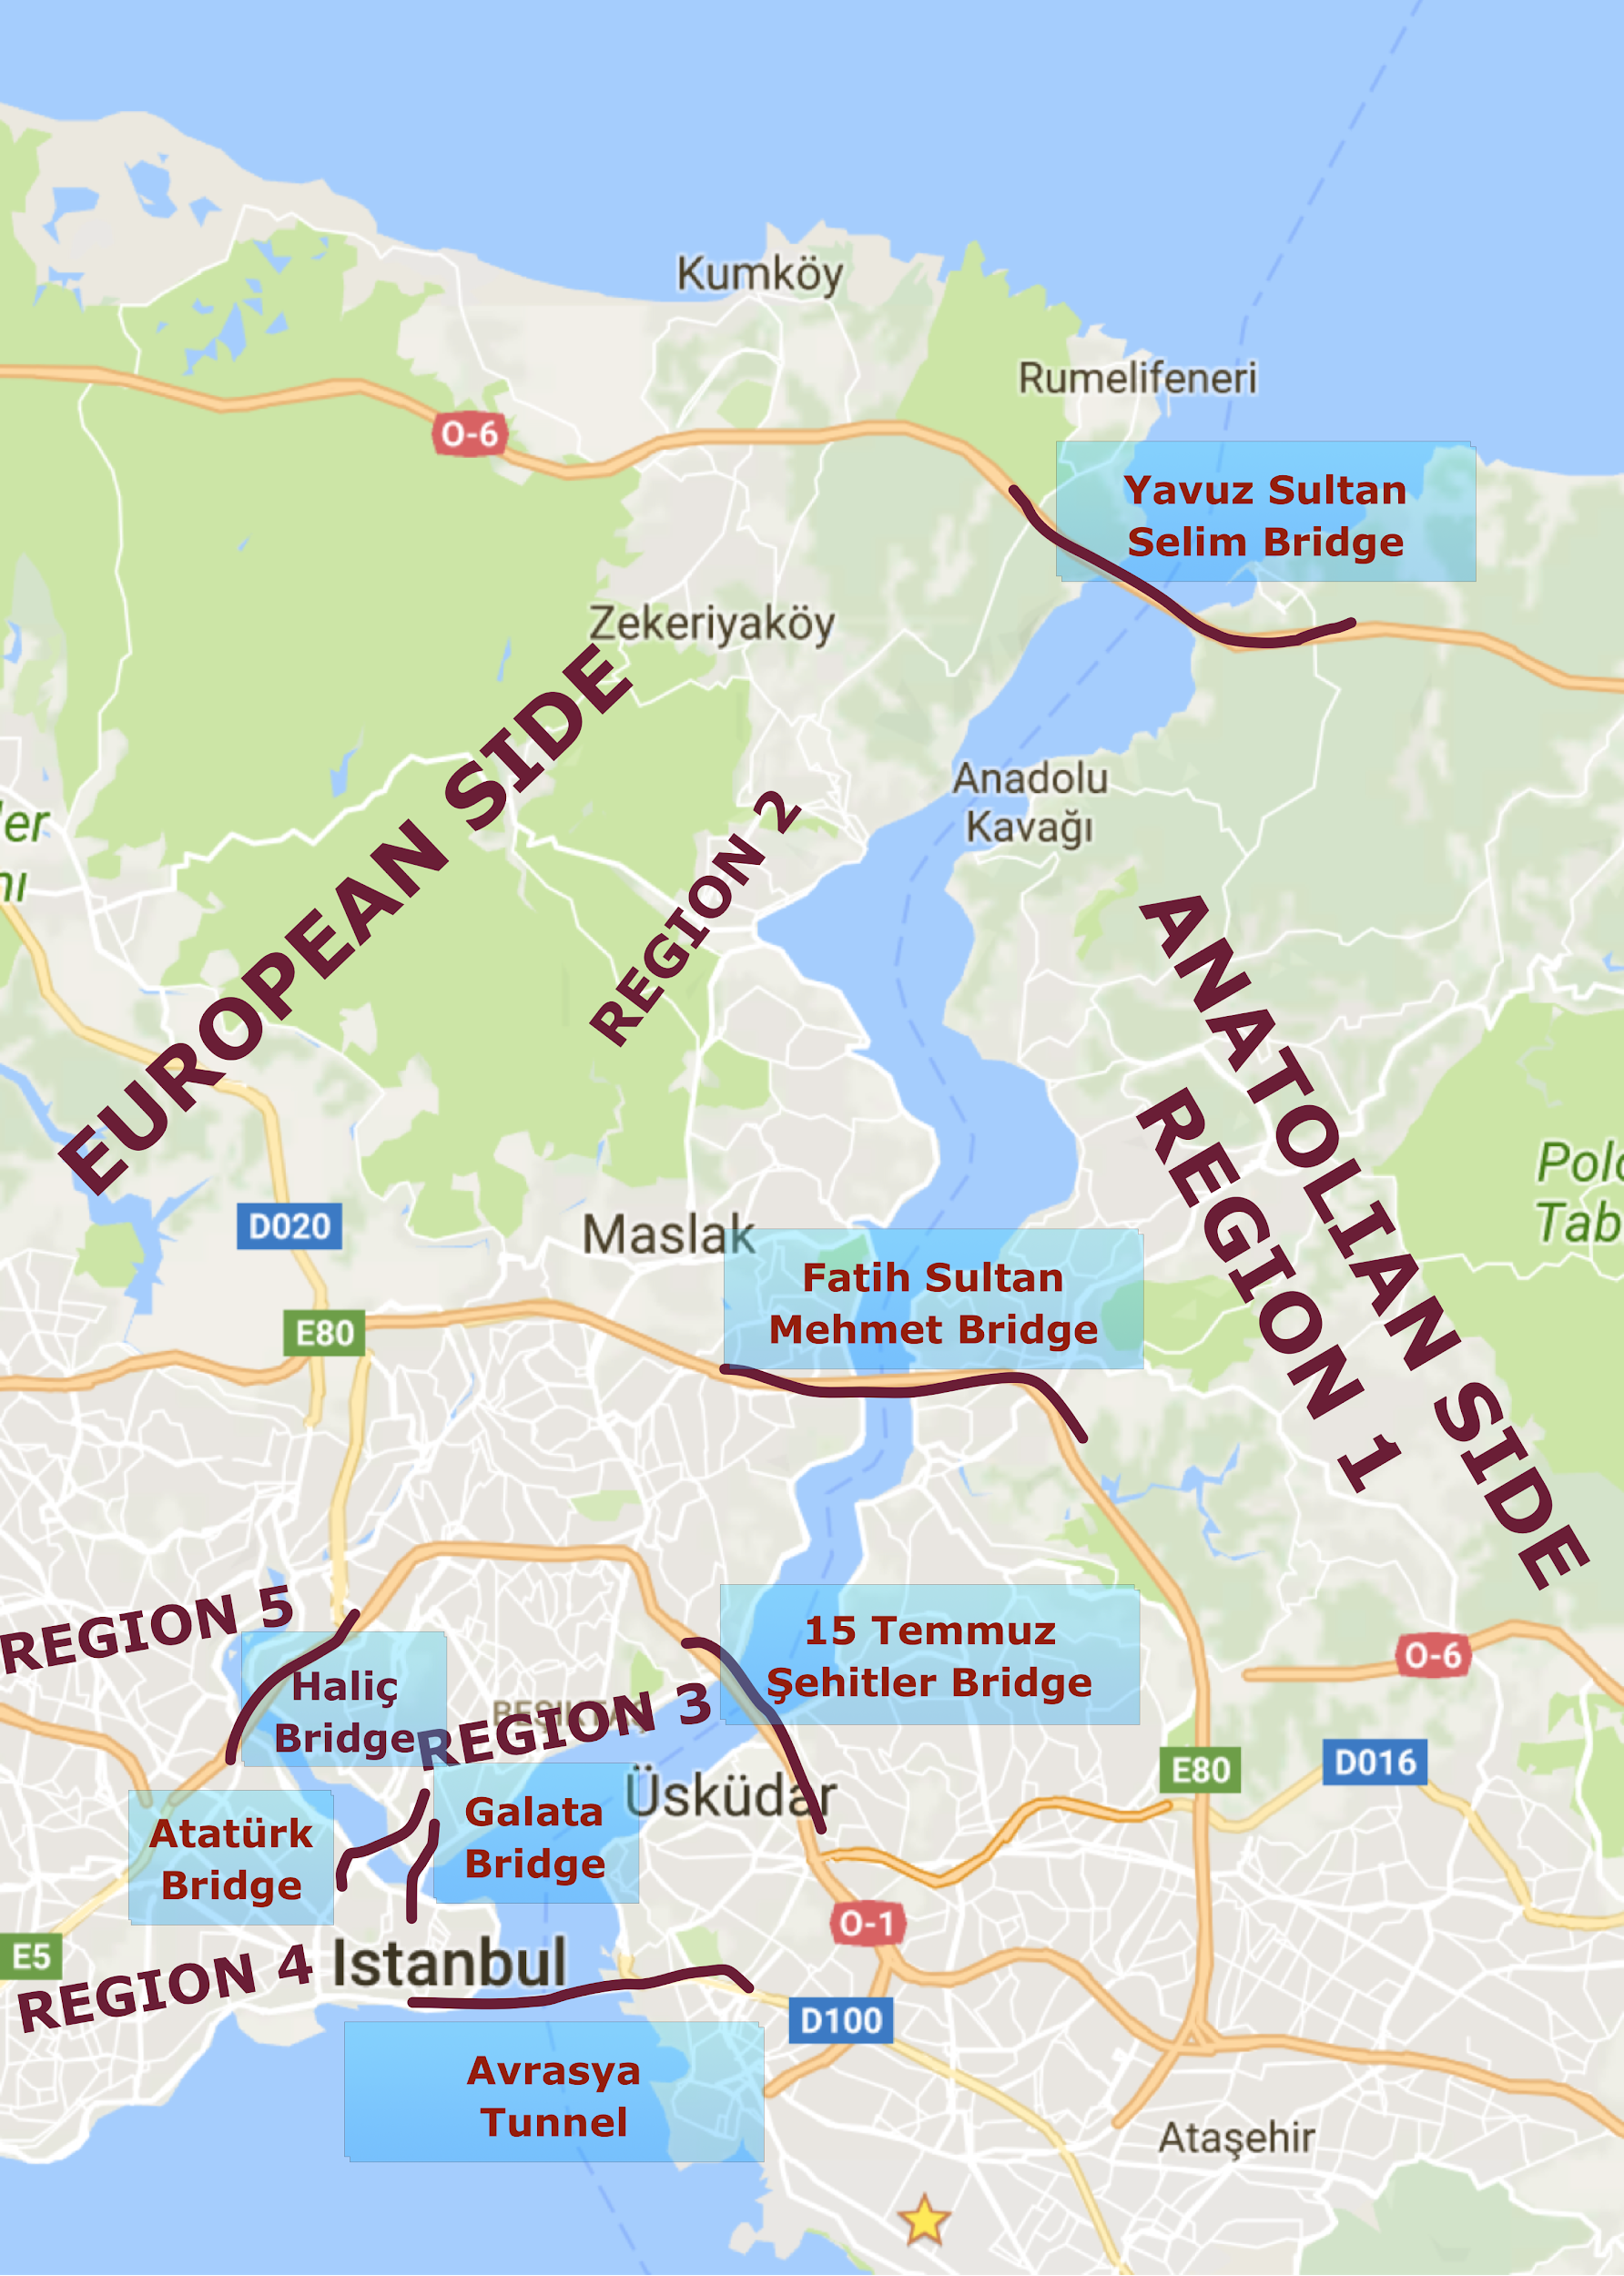 Kumköy
Rumelifeneri
O-6
Yavuz Sultan
Selim Bridge
Zekeriyaköy
EUROPEAN SIDE
Anadolu
Kavağı
REGION 2
ANATOLIAN SIDE
REGION 1
D020
Maslak
E80
Fatih Sultan
Mehmet Bridge
REGION 5
Haliç
Bridge
REGION 3
15 Temmuz
Şehitler Bridge
O-6
E80
D016
Üsküdar
Atatürk
Bridge
Galata
Bridge
O-1
E5
REGION 4
Istanbul
D100
Avrasya
Tunnel
Ataşehir